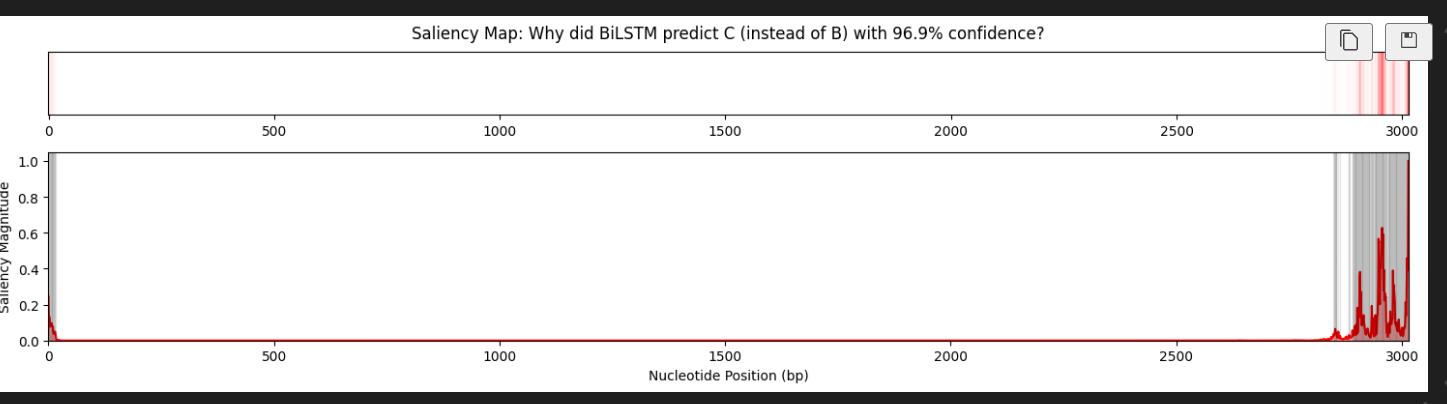 Saliency Map: Why did BiLSTM predict C (instead of B) with 96.9% confidence?
0 500 1000 1500 2000 2500 3000
1.0
0.8
0.6
0.4
0.2
0.0
Saliency Magnitude
0 500 1000 1500 2000 2500 3000
Nucleotide Position (bp)